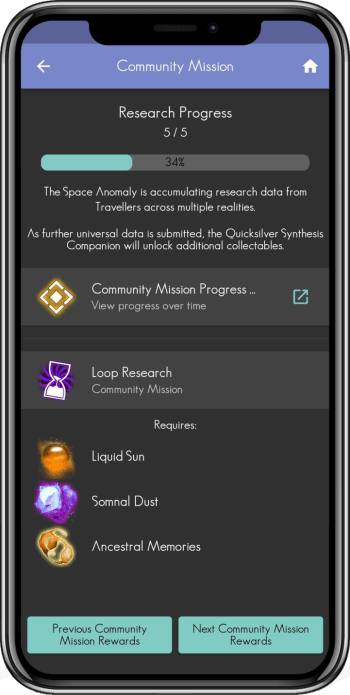 Community Mission
Research Progress
5 / 5
34%
The Space Anomaly is accumulating research data from
Travellers across multiple realities.
As further universal data is submitted, the Quicksilver Synthesis
Companion will unlock additional collectables.
Community Mission Progress ...
View progress over time
Loop Research
Community Mission
Requires:
Liquid Sun
Somnal Dust
Ancestral Memories
Previous Community
Mission Rewards
Next Community Mission
Rewards